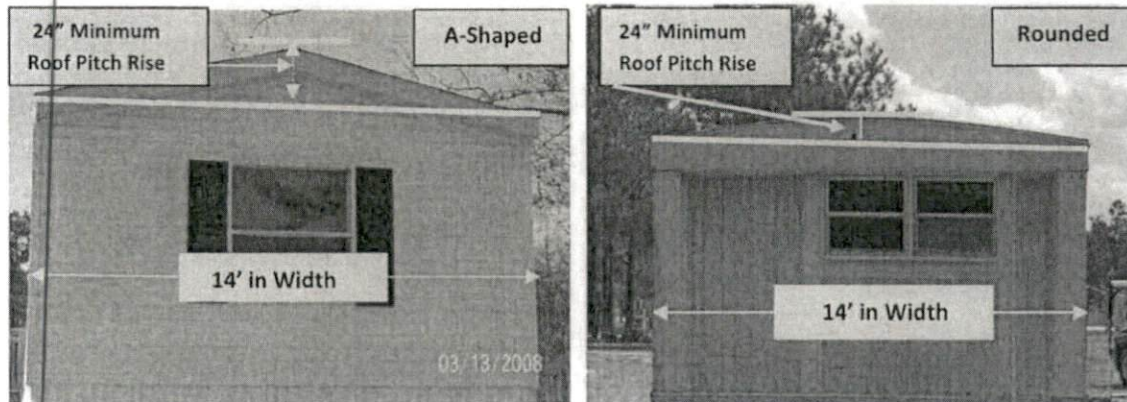 24" Minimum
Roof Pitch Rise
A-Shaped
14' in Width
03/13/2008
24" Minimum
Roof Pitch Rise
Rounded
14' in Width